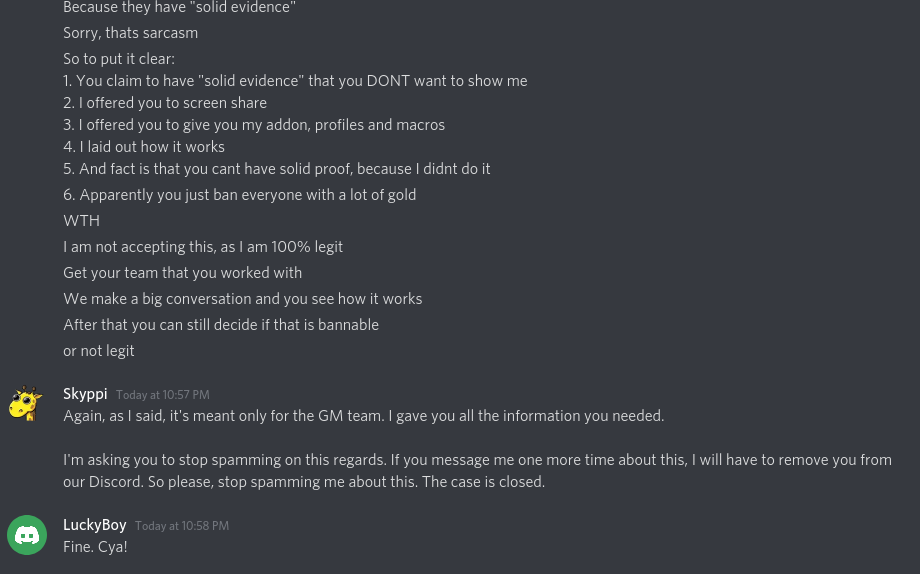 Because they have "solid evidence"
Sorry, thats sarcasm
So to put it clear:
1. You claim to have "solid evidence" that you DONT want to show me
2. I offered you to screen share
3. I offered you to give you my addon, profiles and macros
4. I laid out how it works
5. And fact is that you cant have solid proof, because I didnt do it
6. Apparently you just ban everyone with a lot of gold
WTH
I am not accepting this, as I am 100% legit
Get your team that you worked with
We make a big conversation and you see how it works
After that you can still decide if that is bannable
or not legit
Skyppi Today at 10:57 PM
Again, as I said, it's meant only for the GM team. I gave you all the information you needed.
I'm asking you to stop spamming on this regards. If you message me one more time about this, I will have to remove you from
our Discord. So please, stop spamming me about this. The case is closed.
LuckyBoy Today at 10:58 PM
Fine. Cya!